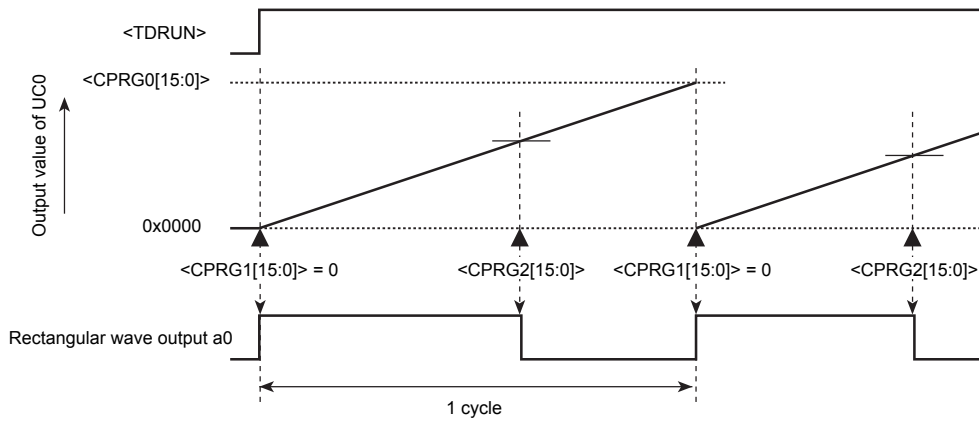 <TDRUN>
<CPRG0[15:0]>
Output value of UC0
0x0000
<CPRG1[15:0]> = 0
<CPRG2[15:0]>
<CPRG1[15:0]> = 0
<CPRG2[15:0]>
Rectangular wave output a0
1 cycle